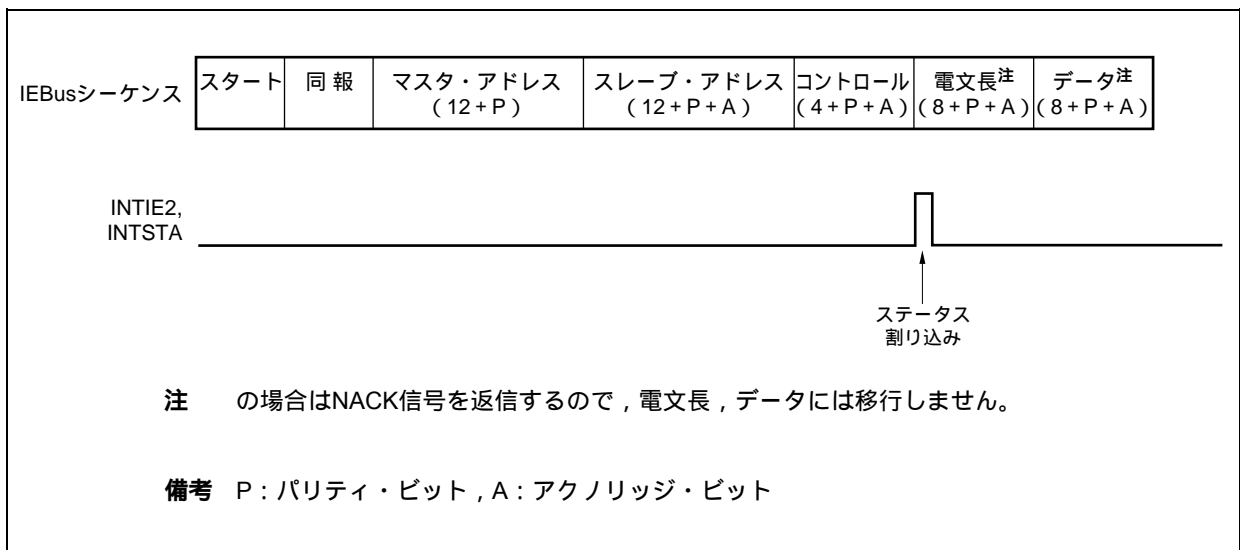 IEBusシーケンス
スタート 同 報 マスタ・アドレス スレーブ・アドレス コントロール 電文長注 データ注
（12+P） （12+P+A） （4+P+A） （8+P+A） （8+P+A）
INTIE2,
INTSTA
ステータス
割り込み
注 の場合はNACK信号を返信するので，電文長，データには移行しません。
備考 P：パリティ・ビット，A：アクノリッジ・ビット